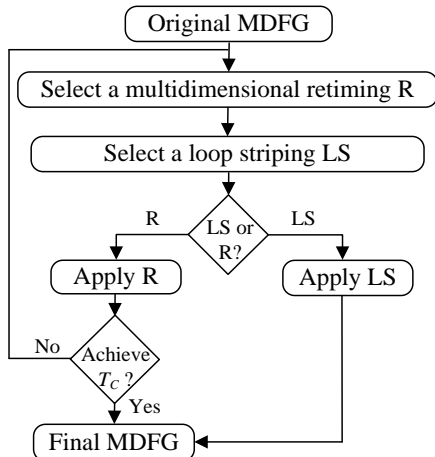 Original MDFG
Select a multidimensional retiming R
Select a loop striping LS
R
LS or
R?
LS
Apply R
Apply LS
No
Achieve
T_C ?
Yes
Final MDFG